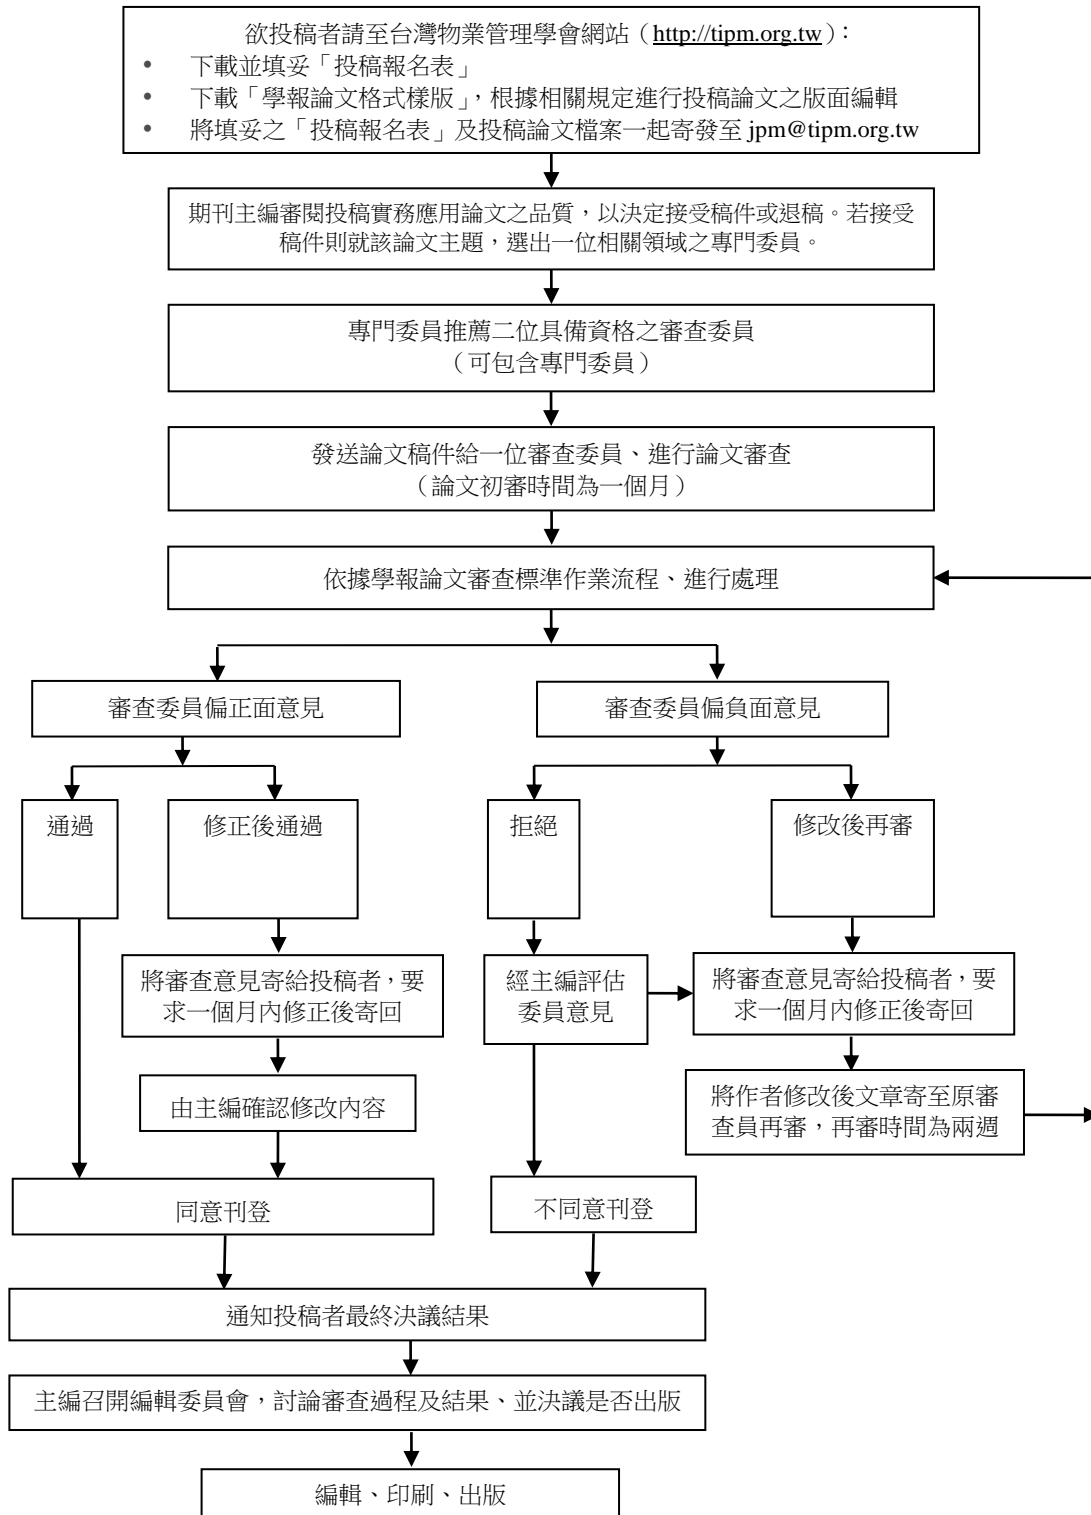 欲投稿者請至台灣物業管理學會網站（http://tipm.org.tw）：
• 下載並填妥「投稿報名表」
• 下載「學報論文格式樣版」，根據相關規定進行投稿論文之版面編輯
• 將填妥之「投稿報名表」及投稿論文檔案一起寄發至 jpm@tipm.org.tw
期刊主編審閱投稿實務應用論文之品質，以決定接受稿件或退稿。若接受
稿件則就該論文主題，選出一位相關領域之專門委員。
專門委員推薦二位具備資格之審查委員
（可包含專門委員）
發送論文稿件給一位審查委員、進行論文審查
（論文初審時間為一個月）
依據學報論文審查標準作業流程、進行處理
審查委員偏正面意見
審查委員偏負面意見
通過
修正後通過
拒絕
修改後再審
將審查意見寄給投稿者，要
求一個月內修正後寄回
經主編評估
委員意見
將審查意見寄給投稿者，要
求一個月內修正後寄回
由主編確認修改內容
將作者修改後文章寄至原審
查員再審，再審時間為兩週
同意刊登
不同意刊登
通知投稿者最終決議結果
主編召開編輯委員會，討論審查過程及結果、並決議是否出版
編輯、印刷、出版